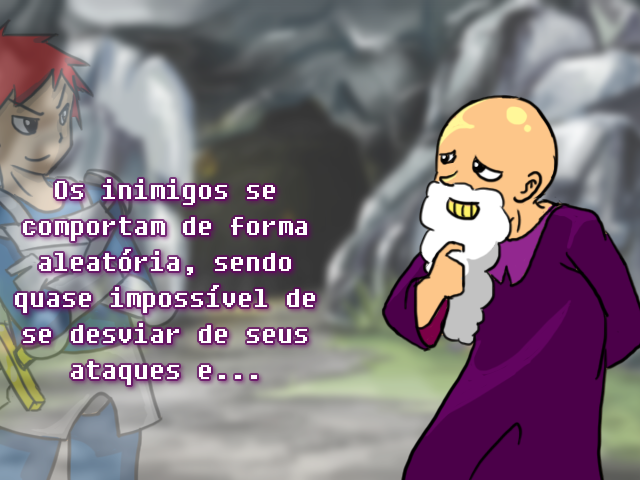 Os inimigos se
comportam de forma
aleatória, sendo
quase impossível de
se desviar de seus
ataques e...